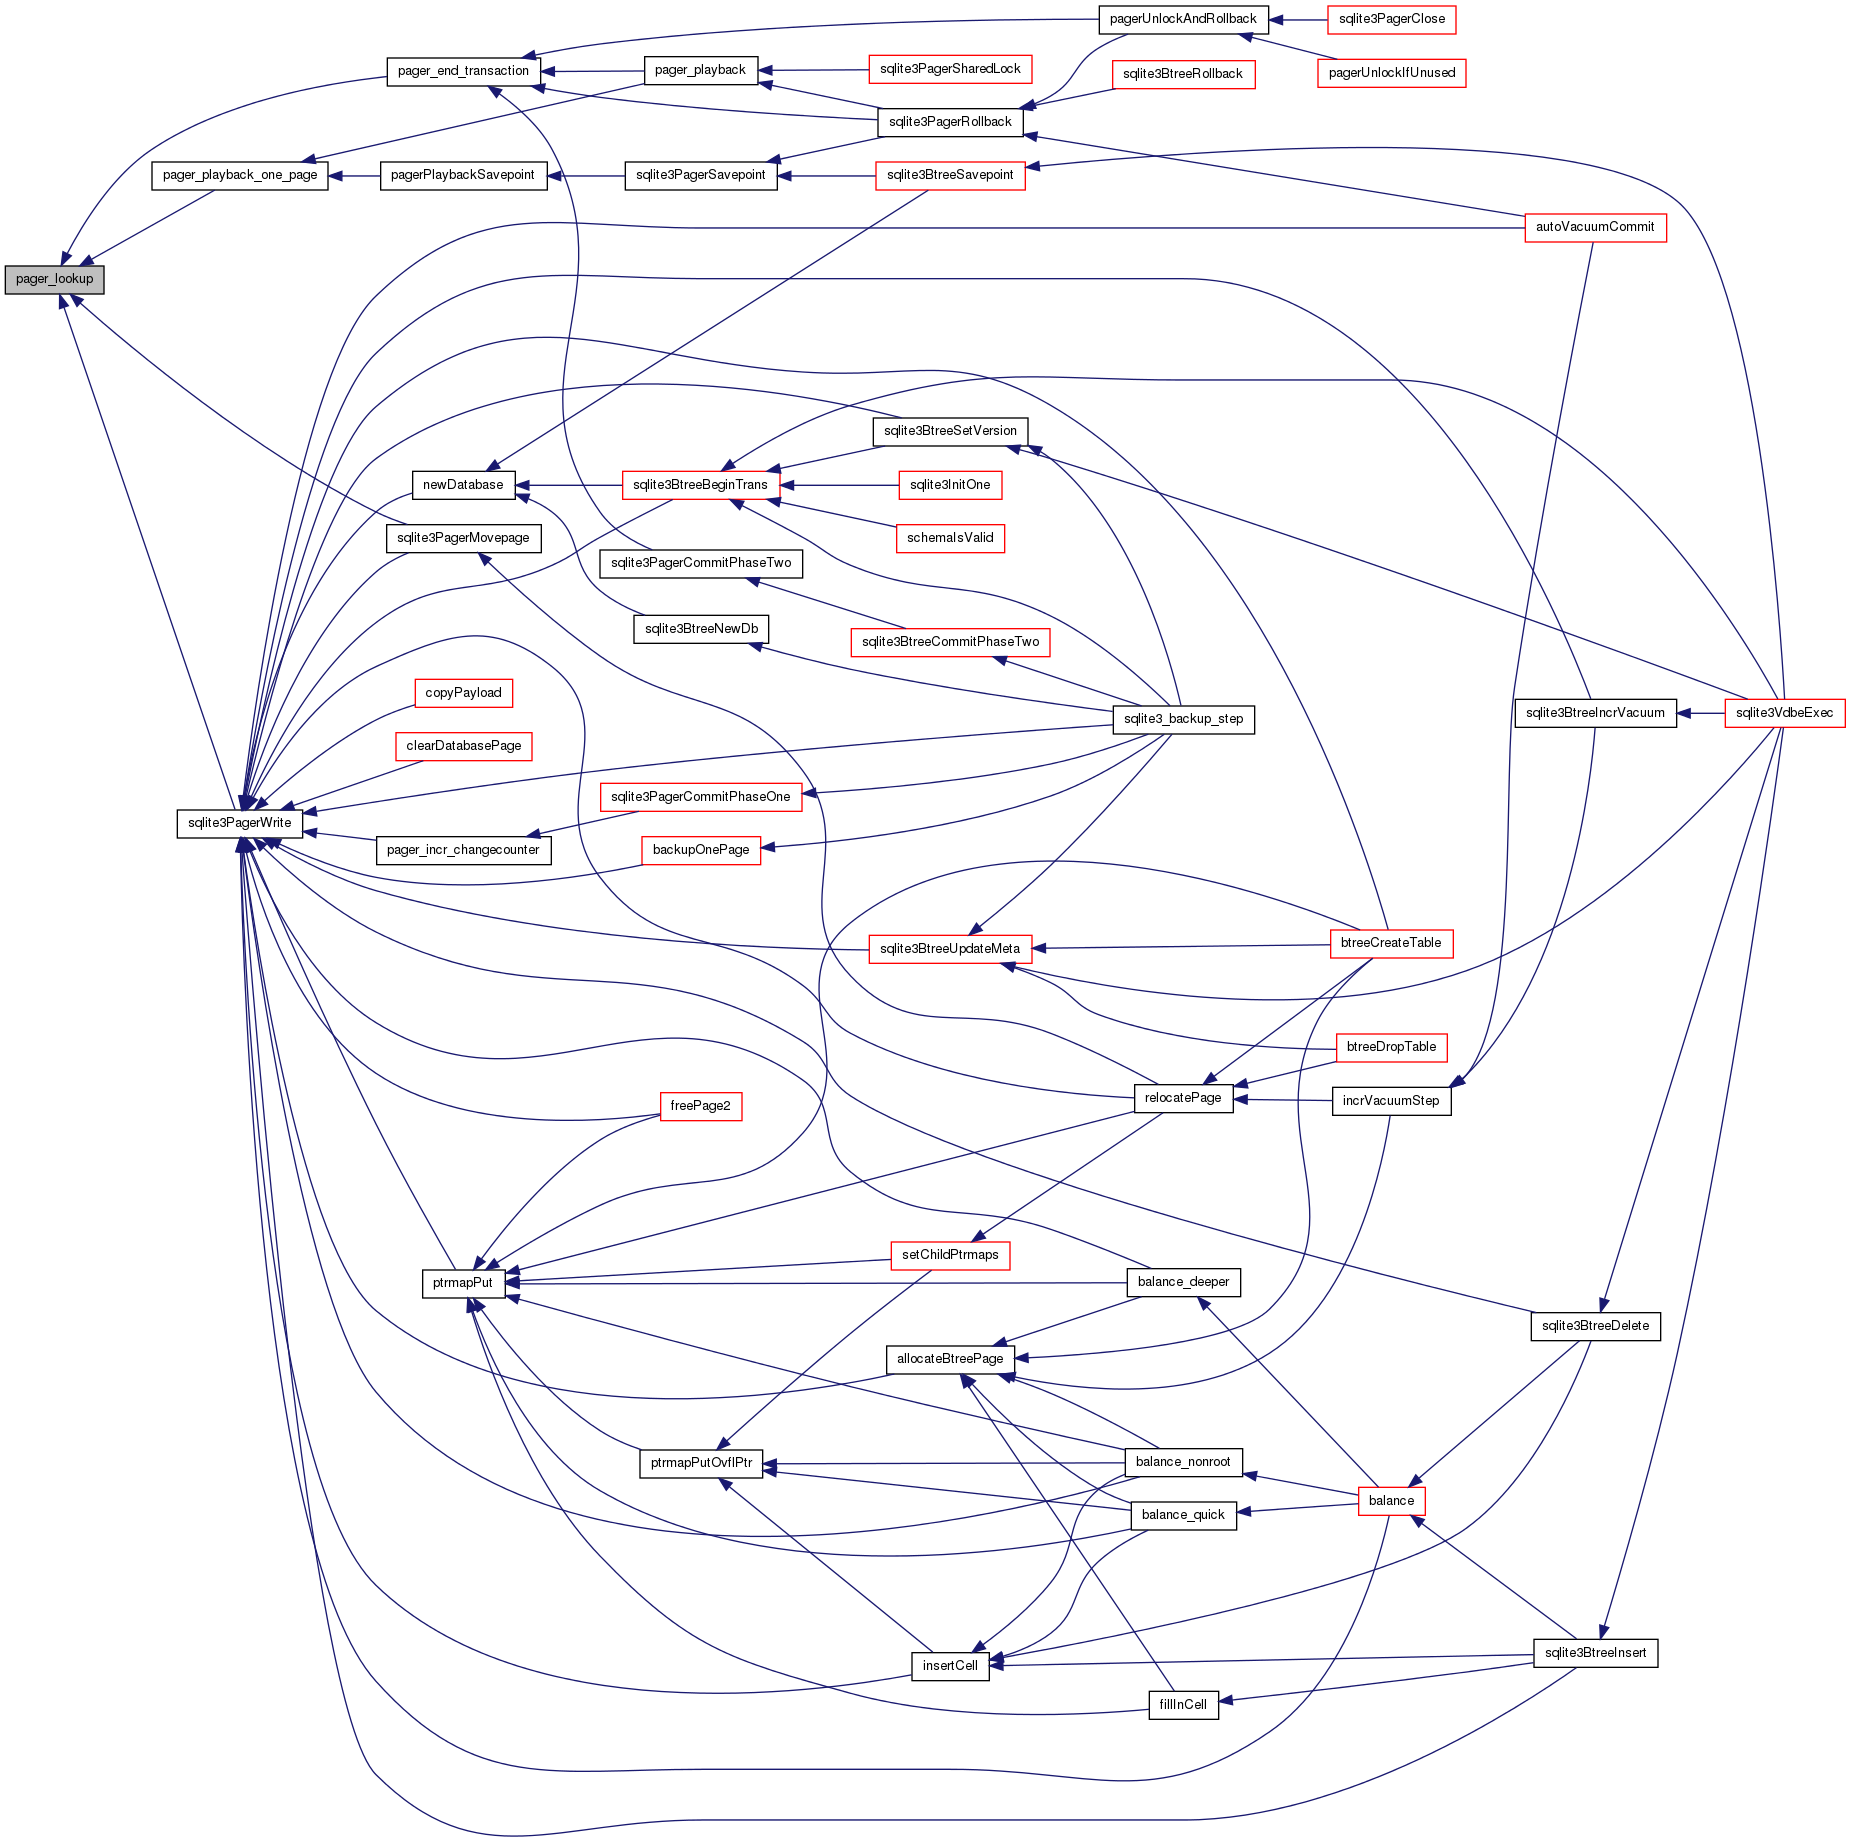 pagerUnlockAndRollback
sqlite3PagerClose
pager_end_transaction
pager_playback
sqlite3PagerSharedLock
sqlite3BtreeRollback
pagerUnlockIfUnused
sqlite3PagerRollback
pager_playback_one_page
pagerPlaybackSavepoint
sqlite3PagerSavepoint
sqlite3BtreeSavepoint
autoVacuumCommit
pager_lookup
sqlite3BtreeSetVersion
newDatabase
sqlite3BtreeBeginTrans
sqlite3InitOne
sqlite3PagerMovepage
schemaIsValid
sqlite3PagerCommitPhaseTwo
sqlite3BtreeNewDb
sqlite3BtreeCommitPhaseTwo
copyPayload
sqlite3_backup_step
sqlite3BtreeIncrVacuum
sqlite3VdbeExec
clearDatabasePage
sqlite3PagerCommitPhaseOne
sqlite3PagerWrite
pager_incr_changecounter
backupOnePage
sqlite3BtreeUpdateMeta
btreeCreateTable
btreeDropTable
freePage2
relocatePage
incrVacuumStep
setChildPtrmaps
ptrmapPut
balance_deeper
sqlite3BtreeDelete
allocateBtreePage
ptrmapPutOvflPtr
balance_nonroot
balance
balance_quick
insertCell
sqlite3BtreeInsert
fillInCell